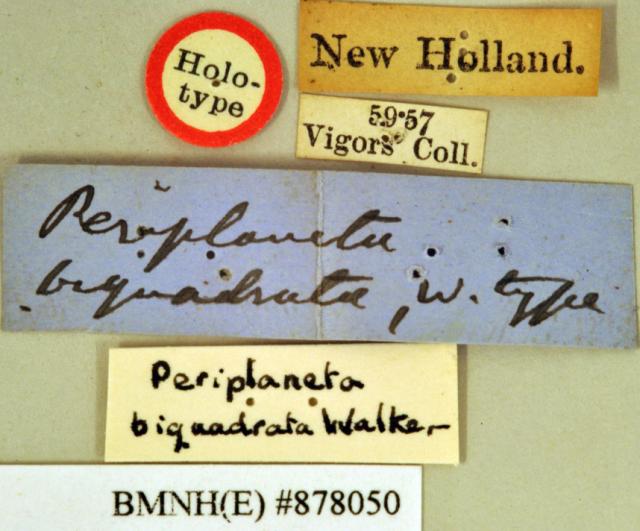 Holo-
type
New Holland.
59·57
Vigors Coll.
Periplaneta
biquadrata, W. type
Periplaneta
biquadrata Walker
BMNH(E) #878050